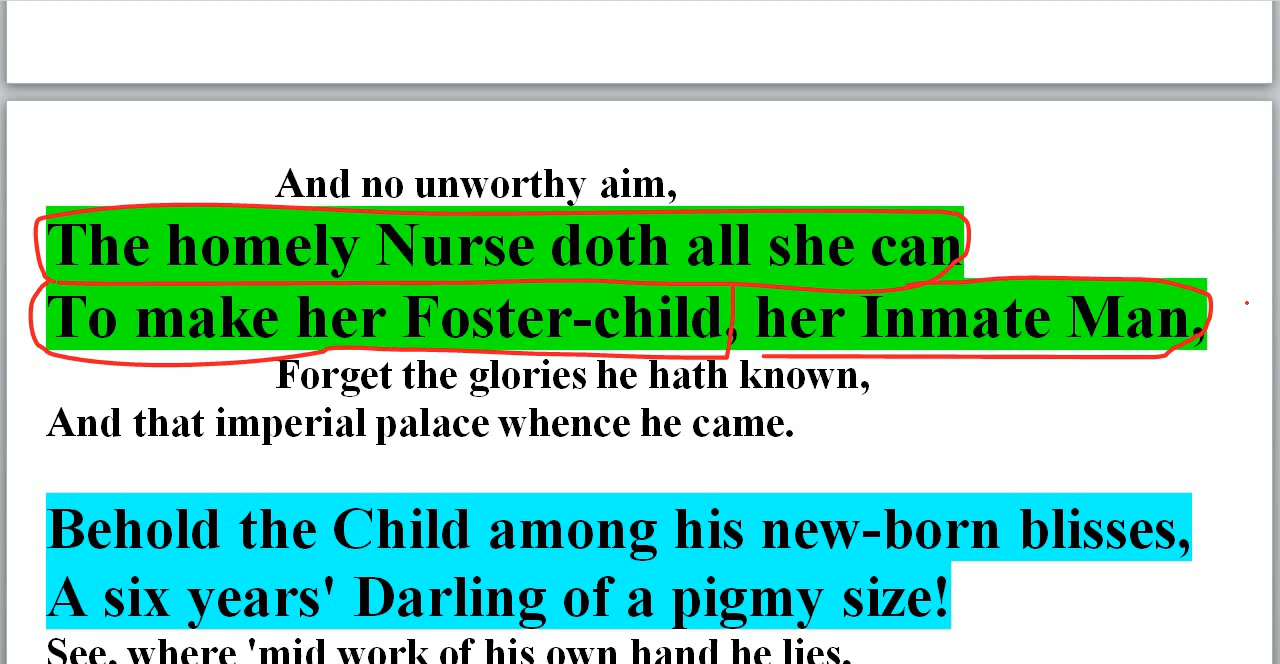 And no unworthy aim,
The homely Nurse doth all she can
To make her Foster-child, her Inmate Man,
Forget the glories he hath known,
And that imperial palace whence he came.
Behold the Child among his new-born blisses,
A six years' Darling of a pigmy size!
See, where 'mid work of his own hand he lies,